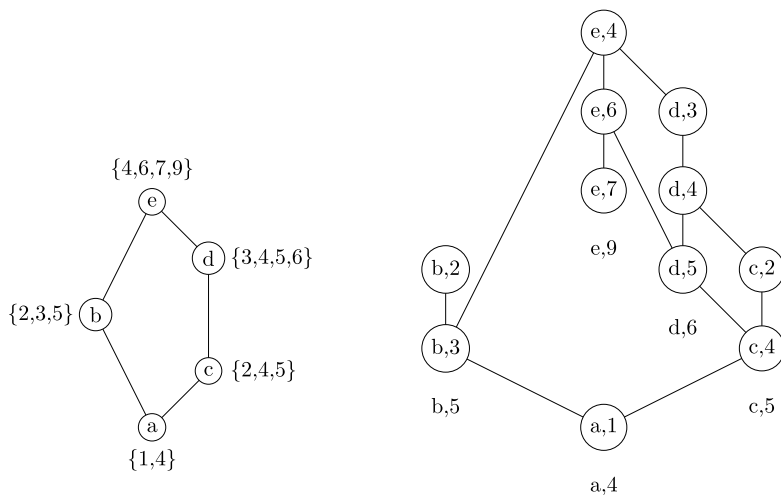 {4,6,7,9}
e
d {3,4,5,6}
{2,3,5} b
c {2,4,5}
a
{1,4}
e,4
e,6 d,3
e,7 d,4
e,9
b,2 d,5 c,2
d,6
b,3 c,4
b,5 c,5
a,1
a,4